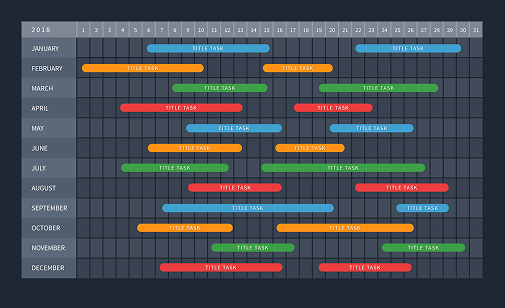 2018 1 2 3 4 5 6 7 8 9 10 11 12 13 14 15 16 17 18 19 20 21 22 23 24 25 26 27 28 29 30 31
JANUARY TITLE TASK TITLE TASK
FEBRUARY TITLE TASK TITLE TASK
MARCH TITLE TASK TITLE TASK
APRIL TITLE TASK TITLE TASK
MAY TITLE TASK TITLE TASK
JUNE TITLE TASK TITLE TASK
JULY TITLE TASK TITLE TASK
AUGUST TITLE TASK TITLE TASK
SEPTEMBER TITLE TASK TITLE TASK
OCTOBER TITLE TASK TITLE TASK
NOVEMBER TITLE TASK TITLE TASK
DECEMBER TITLE TASK TITLE TASK